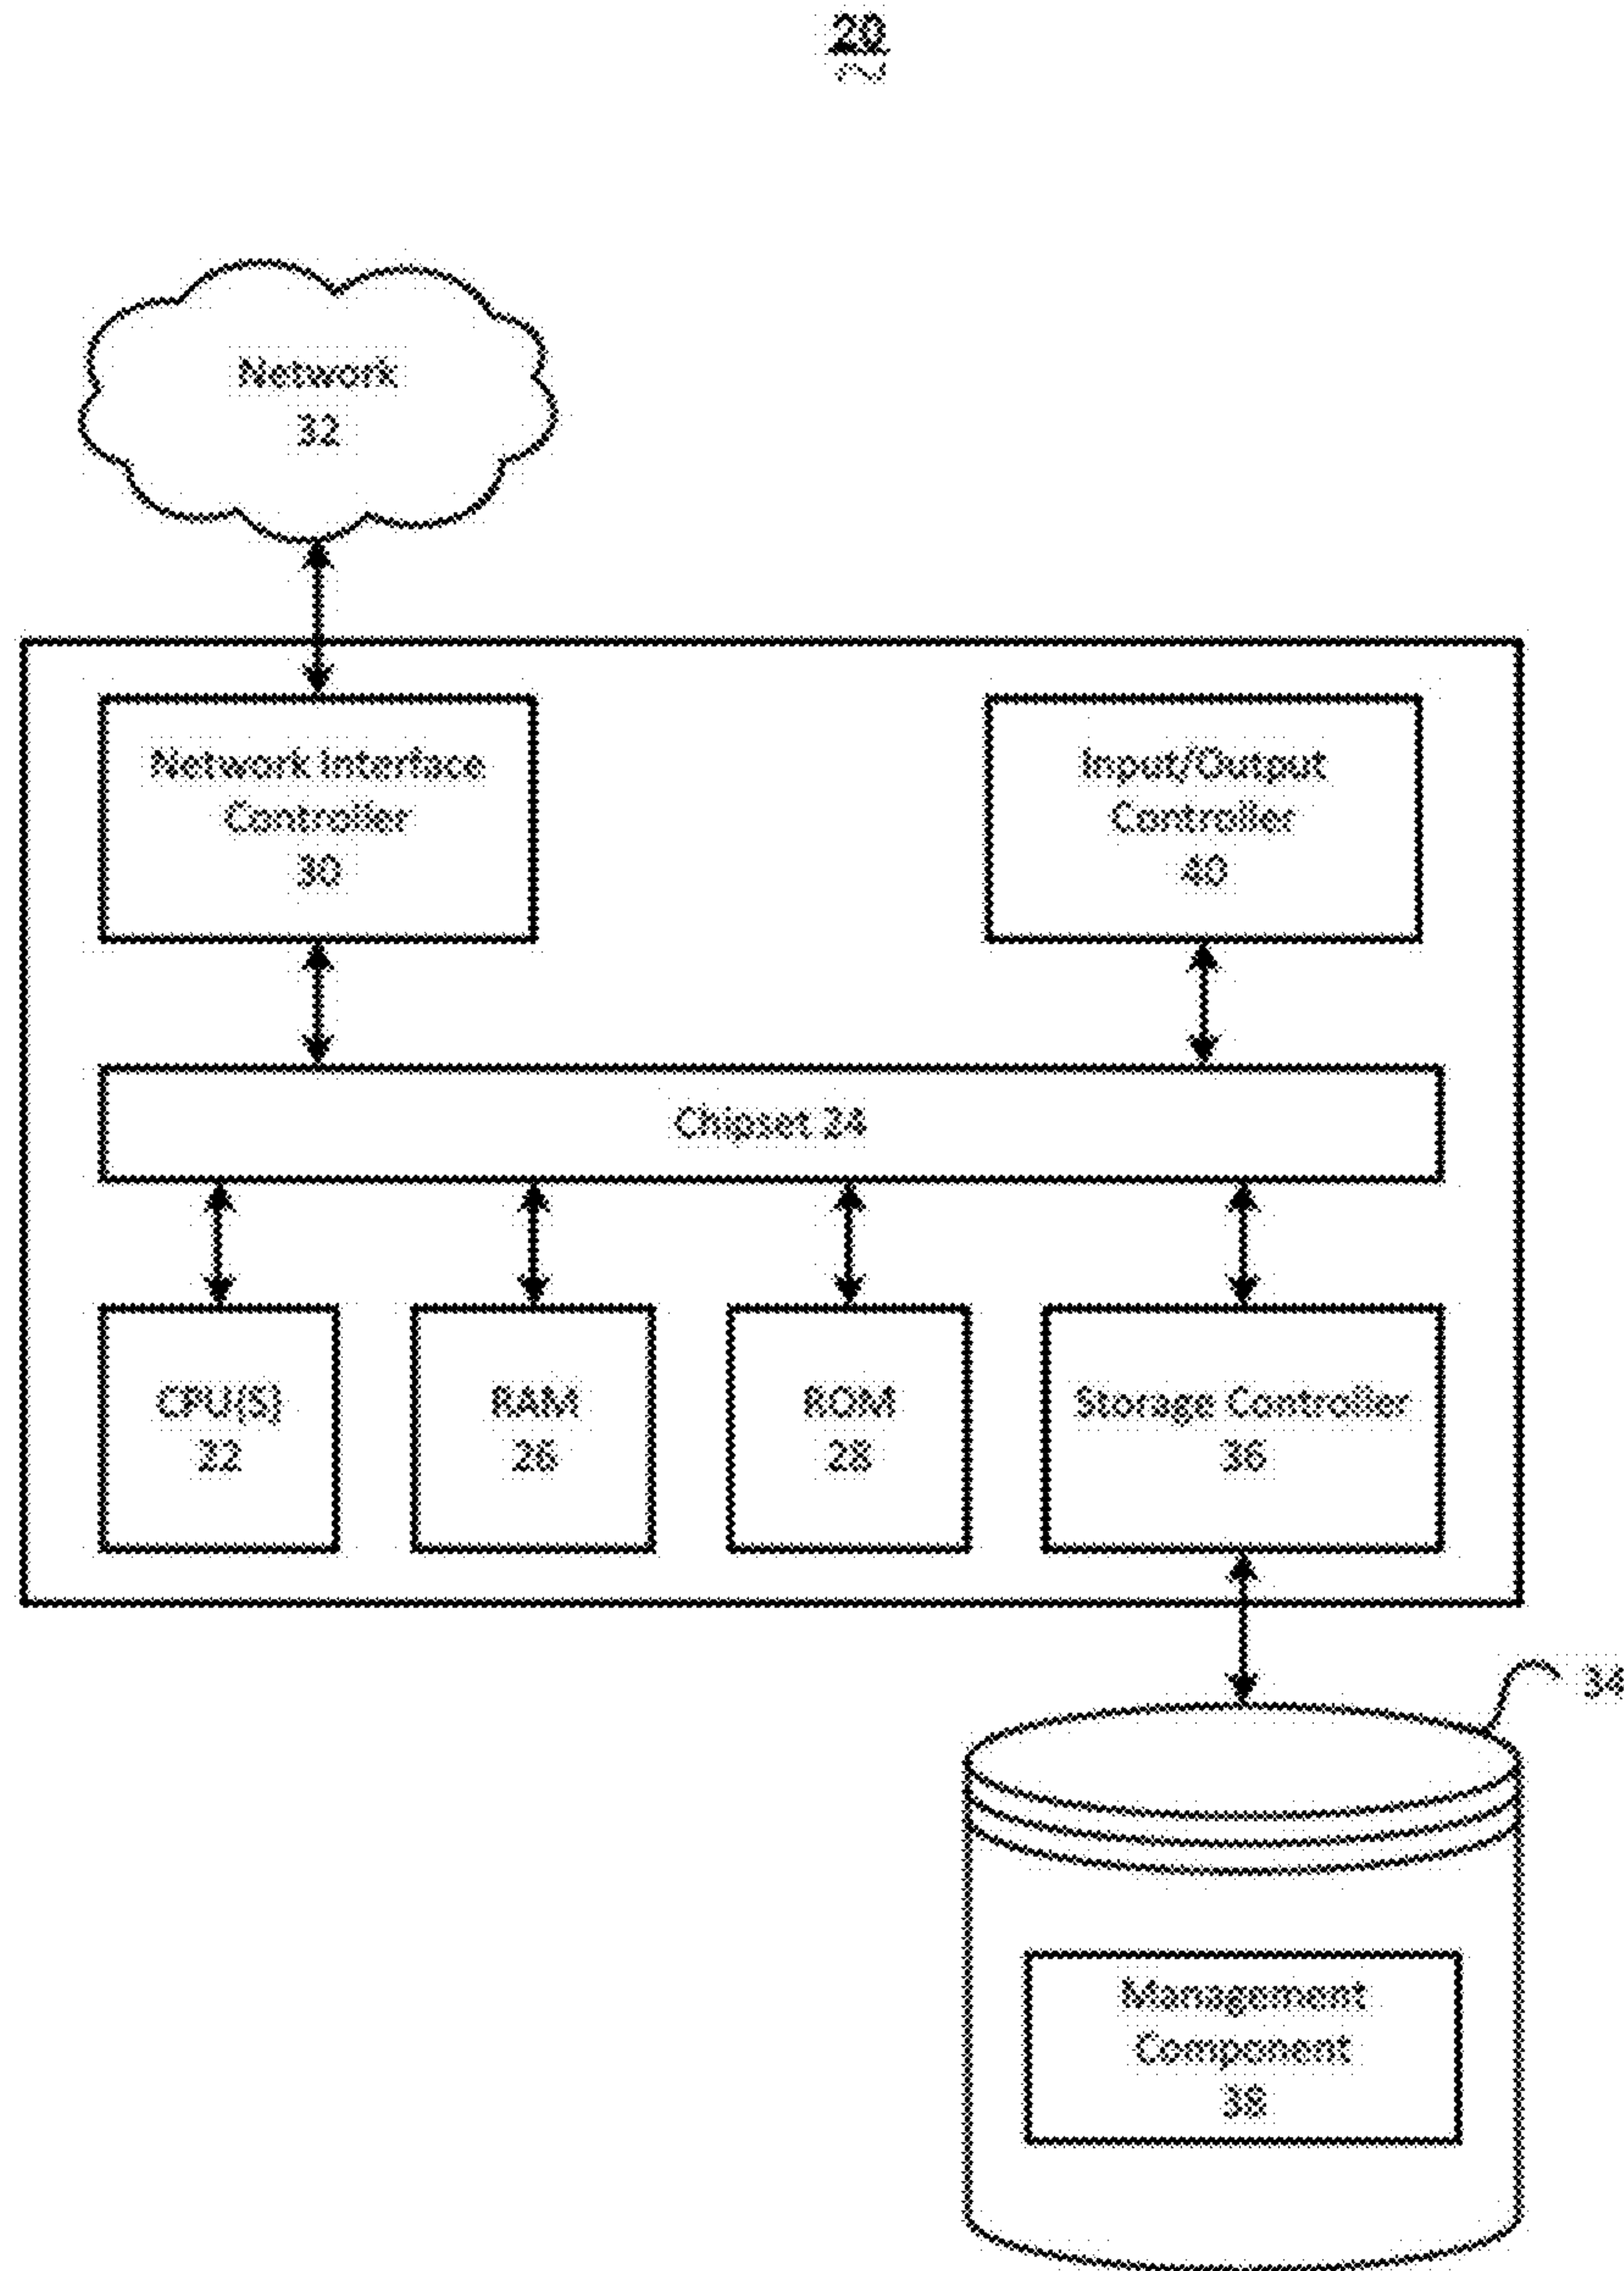 20
Network
32
Network Interface
Controller
30
Input/Output
Controller
40
Chipset 24
CPU(S)
22
RAM
26
ROM
28
Storage Controller
36
34
Management
Component
38